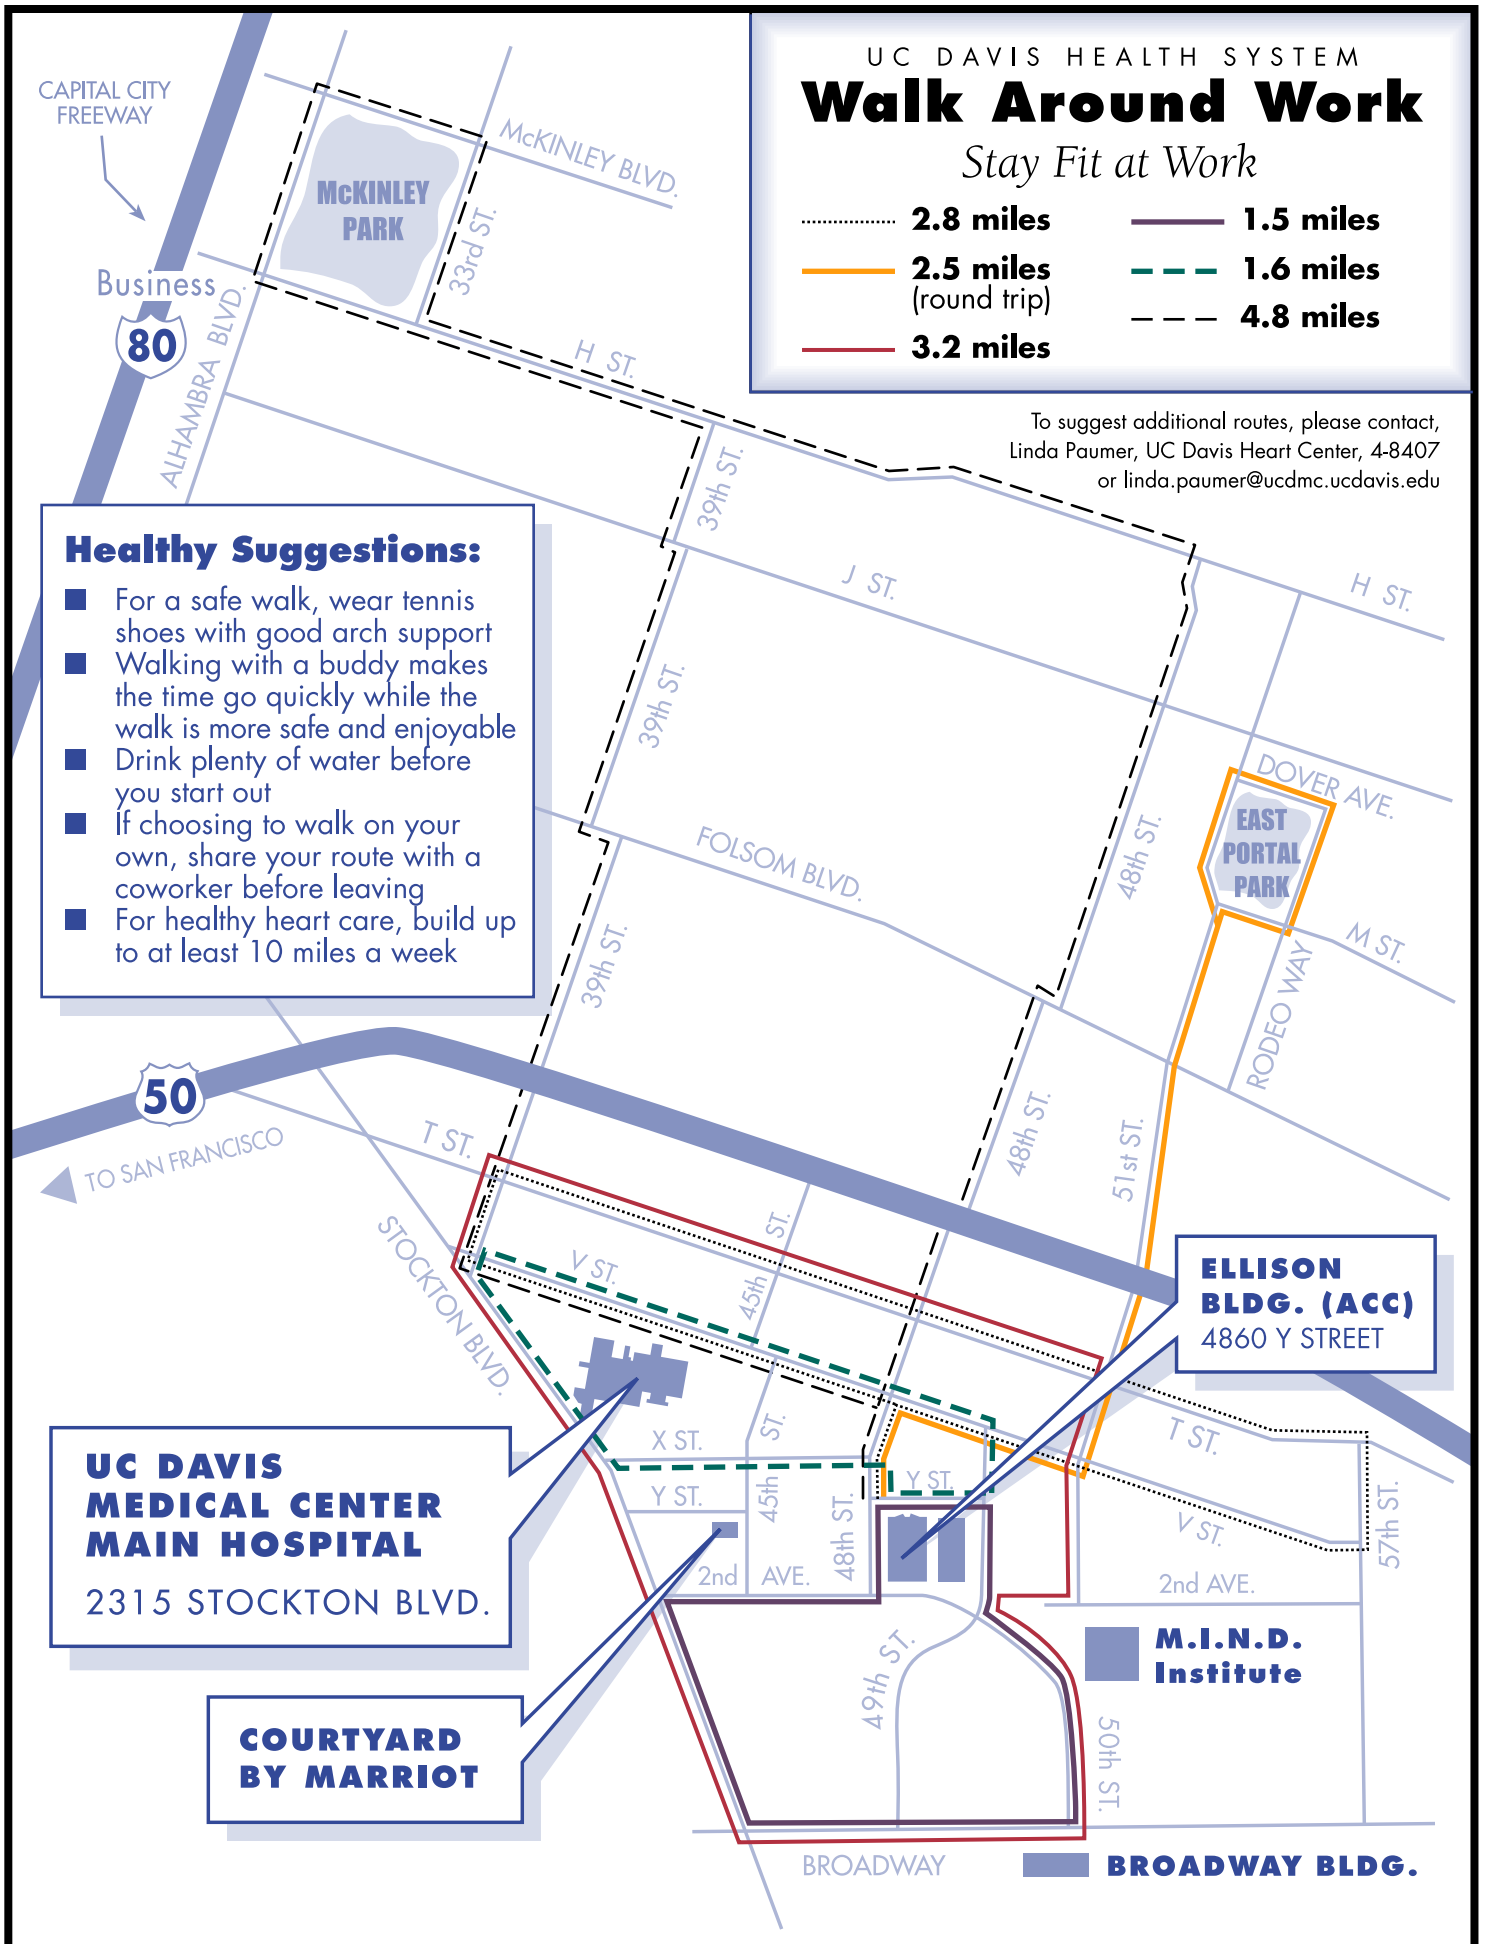 UC DAVIS HEALTH SYSTEM
Walk Around Work
Stay Fit at Work
2.8 miles
2.5 miles
(round trip)
3.2 miles
1.5 miles
1.6 miles
4.8 miles
To suggest additional routes, please contact,
Linda Paumer, UC Davis Heart Center, 4-8407
or linda.paumer@ucdmc.ucdavis.edu
CAPITAL CITY
FREEWAY
Business
80
McKINLEY
PARK
McKINLEY BLVD.
33rd ST.
ALHAMBRA BLVD.
H ST.
39th ST.
J ST.
H ST.
Healthy Suggestions:
■ For a safe walk, wear tennis
shoes with good arch support
■ Walking with a buddy makes
the time go quickly while the
walk is more safe and enjoyable
■ Drink plenty of water before
you start out
■ If choosing to walk on your
own, share your route with a
coworker before leaving
■ For healthy heart care, build up
to at least 10 miles a week
39th ST.
DOVER AVE.
EAST
PORTAL
PARK
FOLSOM BLVD.
48th ST.
39th ST.
M ST.
RODEO WAY
50
TO SAN FRANCISCO
T ST.
48th ST.
51st ST.
STOCKTON BLVD.
V ST.
45th ST.
ELLISON
BLDG. (ACC)
4860 Y STREET
X ST.
Y ST.
45th ST.
48th ST.
Y ST.
T ST.
V ST.
57th ST.
UC DAVIS
MEDICAL CENTER
MAIN HOSPITAL
2315 STOCKTON BLVD.
2nd AVE.
2nd AVE.
49th ST.
M.I.N.D.
Institute
50th ST.
COURTYARD
BY MARRIOT
BROADWAY
BROADWAY BLDG.